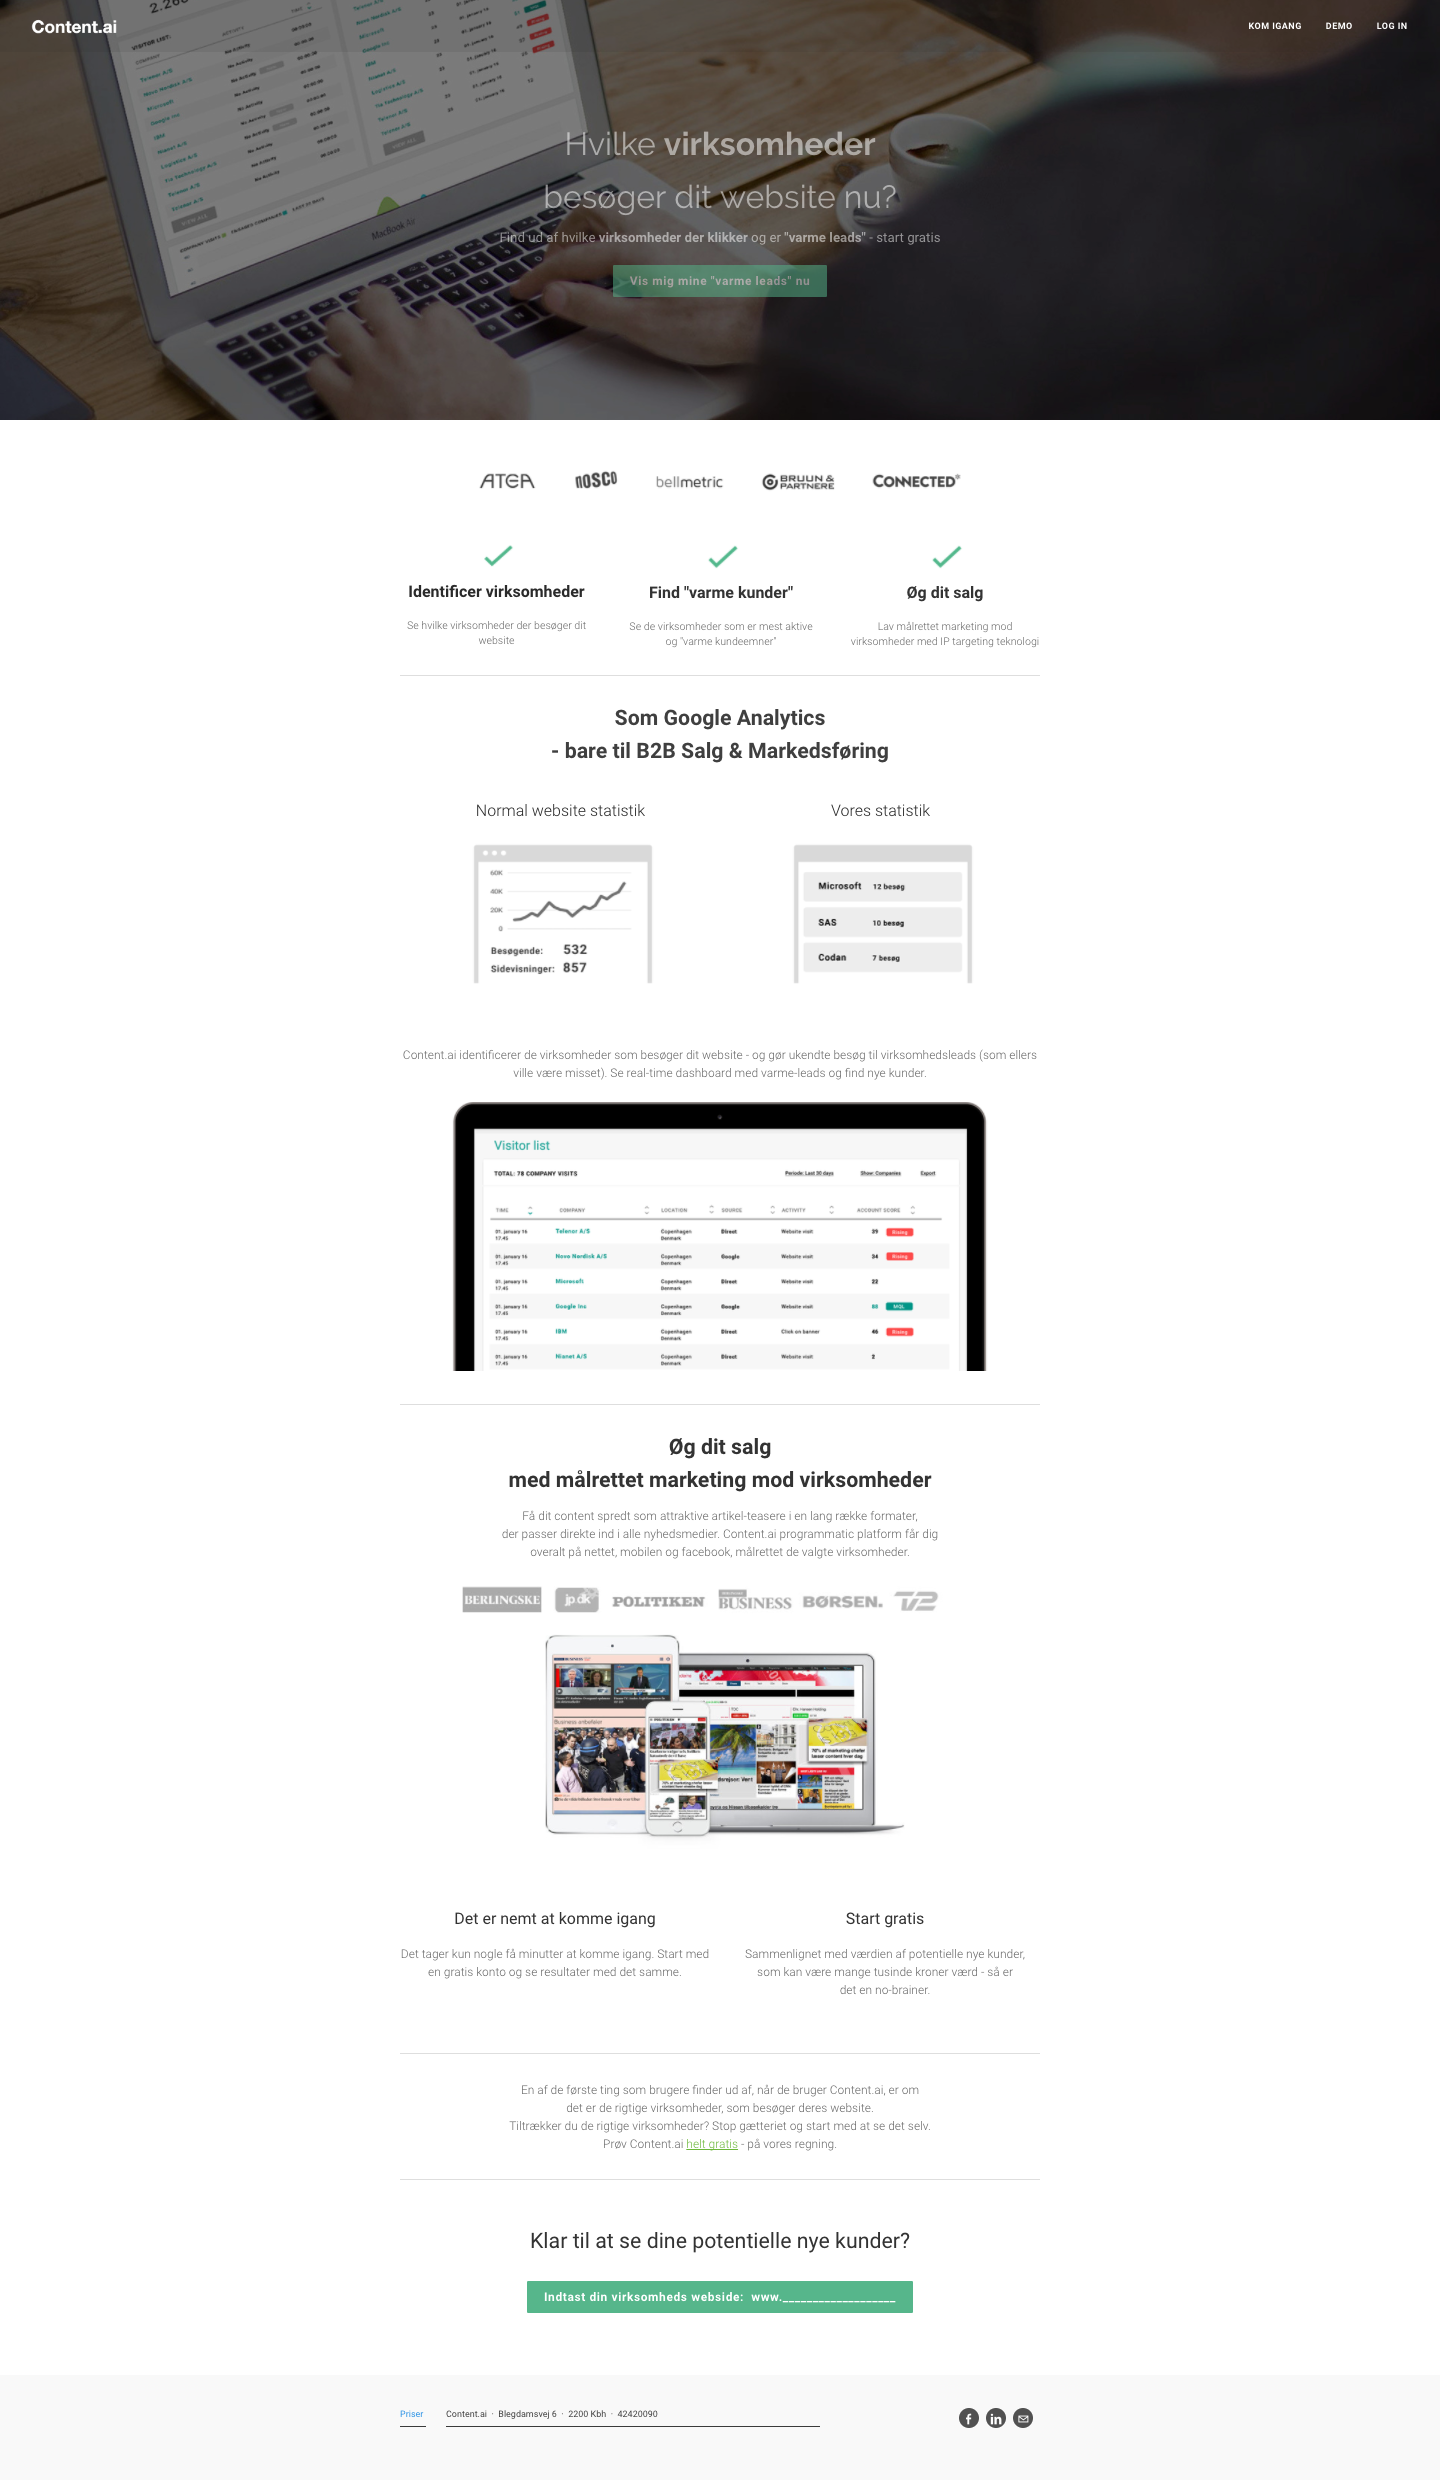 Content.ai
KOM IGANG
DEMO
LOG IN
Hvilke virksomheder
besøger dit website nu?
Find ud af hvilke virksomheder der klikker og er "varme leads" - start gratis
Vis mig mine "varme leads" nu
MacBook Air
ATEA
nosco
bellmetric
BRUUN &
PARTNERE
CONNECTED
Identificer virksomheder
Se hvilke virksomheder der besøger dit
website
Find "varme kunder"
Se de virksomheder som er mest aktive
og "varme kundeemner"
Øg dit salg
Lav målrettet marketing mod
virksomheder med IP targeting teknologi
Som Google Analytics
- bare til B2B Salg & Markedsføring
Normal website statistik
60K
40K
20K
0
Besøgende: 532
Sidevisninger: 857
Vores statistik
Microsoft 12 besøg
SAS 10 besøg
Codan 7 besøg
Content.ai identificerer de virksomheder som besøger dit website - og gør ukendte besøg til virksomhedsleads (som ellers
ville være misset). Se real-time dashboard med varme-leads og find nye kunder.
Visitor list
TOTAL: 78 COMPANY VISITS Periode: Last 30 days Show: Companies Export
TIME COMPANY LOCATION SOURCE ACTIVITY ACCOUNT SCORE
01. january 16 Telenor A/S Copenhagen Direct Website visit 39 Rising
17:45 Denmark
01. january 16 Novo Nordisk A/S Copenhagen Google Website visit 34 Rising
17:45 Denmark
01. january 16 Microsoft Copenhagen Direct Website visit 22
17:45 Denmark
01. january 16 Google Inc Copenhagen Google Website visit MQL
17:45 Denmark
01. january 16 IBM Copenhagen Direct Click on banner 46 Rising
17:45 Denmark
01. january 16 Nianet A/S Copenhagen Direct Website visit 2
17:45 Denmark
Øg dit salg
med målrettet marketing mod virksomheder
Få dit content spredt som attraktive artikel-teasere i en lang række formater,
der passer direkte ind i alle nyhedsmedier. Content.ai programmatic platform får dig
overalt på nettet, mobilen og facebook, målrettet de valgte virksomheder.
BERLINGSKE
jp.dk
POLITIKEN
BUSINESS
BØRSEN.
TV2
70% af marketing chefer
læser content hver dag
Det er nemt at komme igang
Det tager kun nogle få minutter at komme igang. Start med
en gratis konto og se resultater med det samme.
Start gratis
Sammenlignet med værdien af potentielle nye kunder,
som kan være mange tusinde kroner værd - så er
det en no-brainer.
En af de første ting som brugere finder ud af, når de bruger Content.ai, er om
det er de rigtige virksomheder, som besøger deres website.
Tiltrækker du de rigtige virksomheder? Stop gætteriet og start med at se det selv.
Prøv Content.ai helt gratis - på vores regning.
Klar til at se dine potentielle nye kunder?
Indtast din virksomheds webside: www.___________________
Priser
Content.ai · Blegdamsvej 6 · 2200 Kbh · 42420090